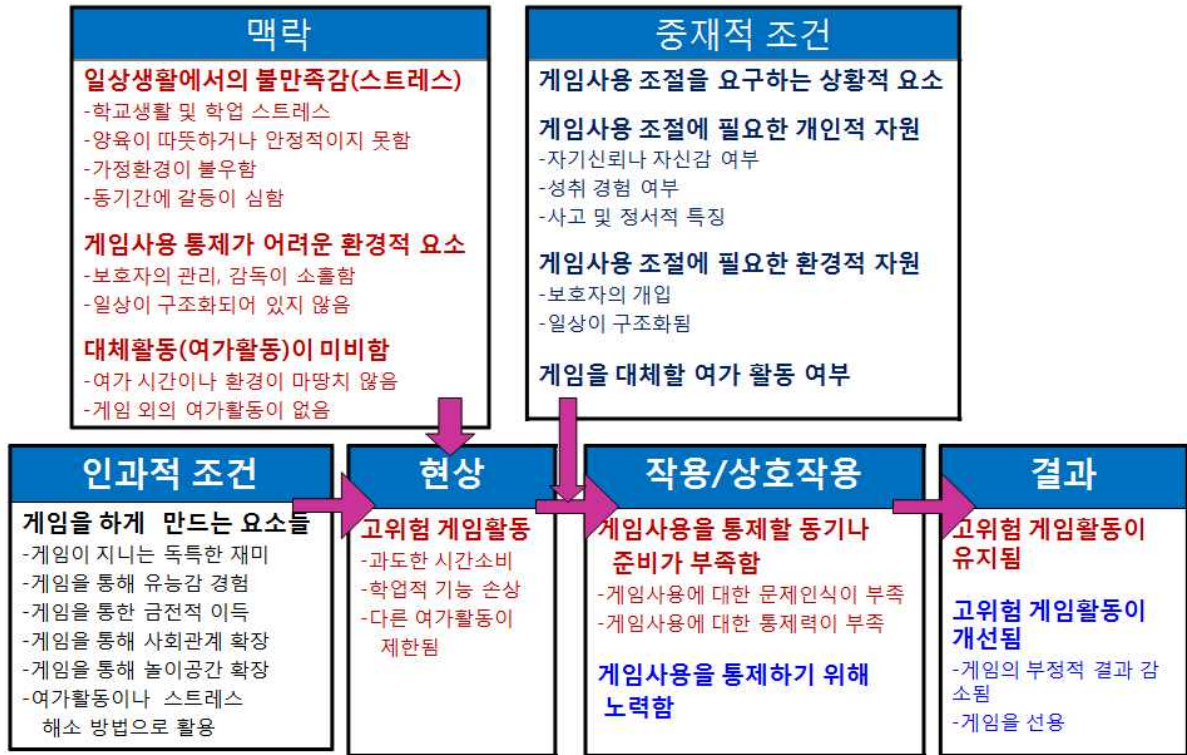 맥락
일상생활에서의 불만족감(스트레스)
-학교생활 및 학업 스트레스
-양육이 따뜻하거나 안정적이지 못함
-가정환경이 불우함
-동기간에 갈등이 심함
게임사용 통제가 어려운 환경적 요소
-보호자의 관리, 감독이 소홀함
-일상이 구조화되어 있지 않음
대체활동(여가활동)이 미비함
-여가 시간이나 환경이 마땅치 않음
-게임 외의 여가활동이 없음
중재적 조건
게임사용 조절을 요구하는 상황적 요소
게임사용 조절에 필요한 개인적 자원
-자기신뢰나 자신감 여부
-성취 경험 여부
-사고 및 정서적 특징
게임사용 조절에 필요한 환경적 자원
-보호자의 개입
-일상이 구조화됨
게임을 대체할 여가 활동 여부
인과적 조건
게임을 하게 만드는 요소들
-게임이 지니는 독특한 재미
-게임을 통해 유능감 경험
-게임을 통한 금전적 이득
-게임을 통해 사회관계 확장
-게임을 통해 놀이공간 확장
-여가활동이나 스트레스
해소 방법으로 활용
현상
고위험 게임활동
-과도한 시간소비
-학업적 기능 손상
-다른 여가활동이
제한됨
작용/상호작용
게임사용을 통제할 동기나
준비가 부족함
-게임사용에 대한 문제인식이 부족
-게임사용에 대한 통제력이 부족
게임사용을 통제하기 위해
노력함
결과
고위험 게임활동이
유지됨
고위험 게임활동이
개선됨
-게임의 부정적 결과 감
소됨
-게임을 선용